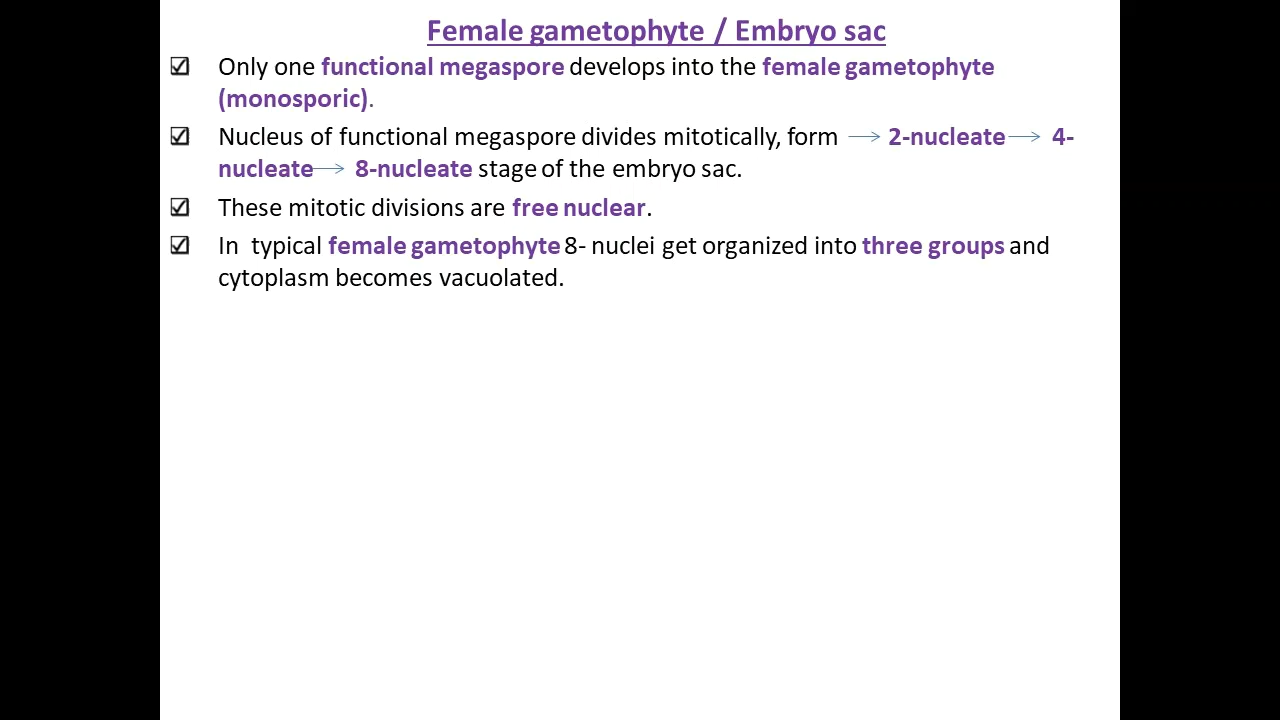 Female gametophyte / Embryo sac
☑ Only one functional megaspore develops into the female gametophyte
(monosporic).
☑ Nucleus of functional megaspore divides mitotically, form → 2-nucleate → 4-
nucleate → 8-nucleate stage of the embryo sac.
☑ These mitotic divisions are free nuclear.
☑ In typical female gametophyte 8- nuclei get organized into three groups and
cytoplasm becomes vacuolated.